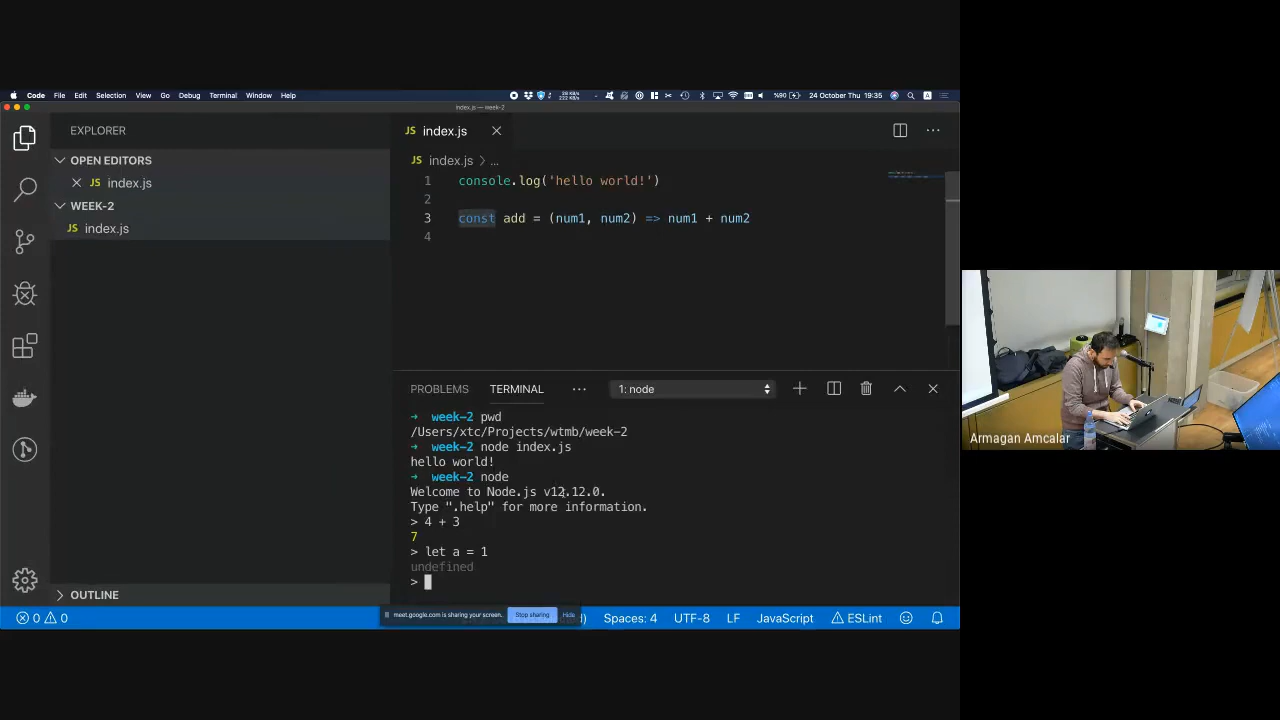 Code File Edit Selection View Go Debug Terminal Window Help
24 October Thu 19:35
index.js — week-2
EXPLORER
OPEN EDITORS
JS index.js
WEEK-2
JS index.js
OUTLINE
JS index.js
JS index.js > ...
1 console.log('hello world!')
2
3 const add = (num1, num2) => num1 + num2
4
PROBLEMS TERMINAL ... 1: node
→ week-2 pwd
/Users/xtc/Projects/wtmb/week-2
→ week-2 node index.js
hello world!
→ week-2 node
Welcome to Node.js v12.12.0.
Type ".help" for more information.
> 4 + 3
7
> let a = 1
undefined
>
meet.google.com is sharing your screen. Stop sharing Hide
0 0 Spaces: 4 UTF-8 LF JavaScript ESLint
Armagan Amcalar